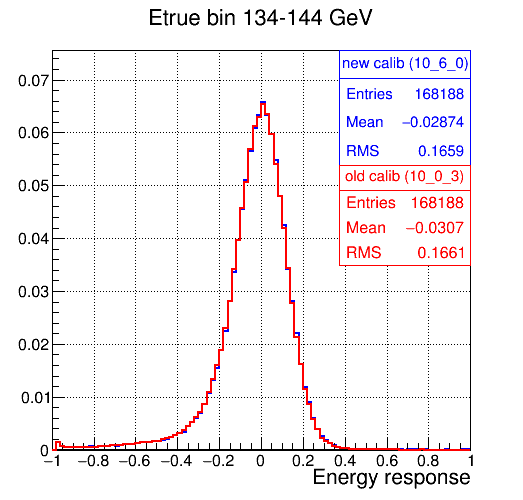 Etrue bin 134-144 GeV
new calib (10_6_0)
Entries 168188
Mean −0.02874
RMS 0.1659
old calib (10_0_3)
Entries 168188
Mean −0.0307
RMS 0.1661
0.07
0.06
0.05
0.04
0.03
0.02
0.01
0
−1 −0.8 −0.6 −0.4 −0.2 0 0.2 0.4 0.6 0.8 1
Energy response